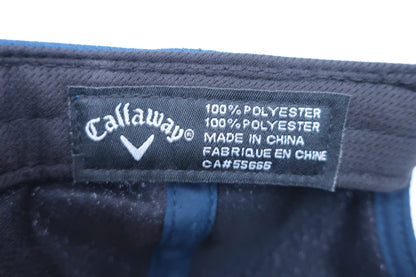 Callaway®
100% POLYESTER
100% POLYESTER
MADE IN CHINA
FABRIQUE EN CHINE
CA#55665